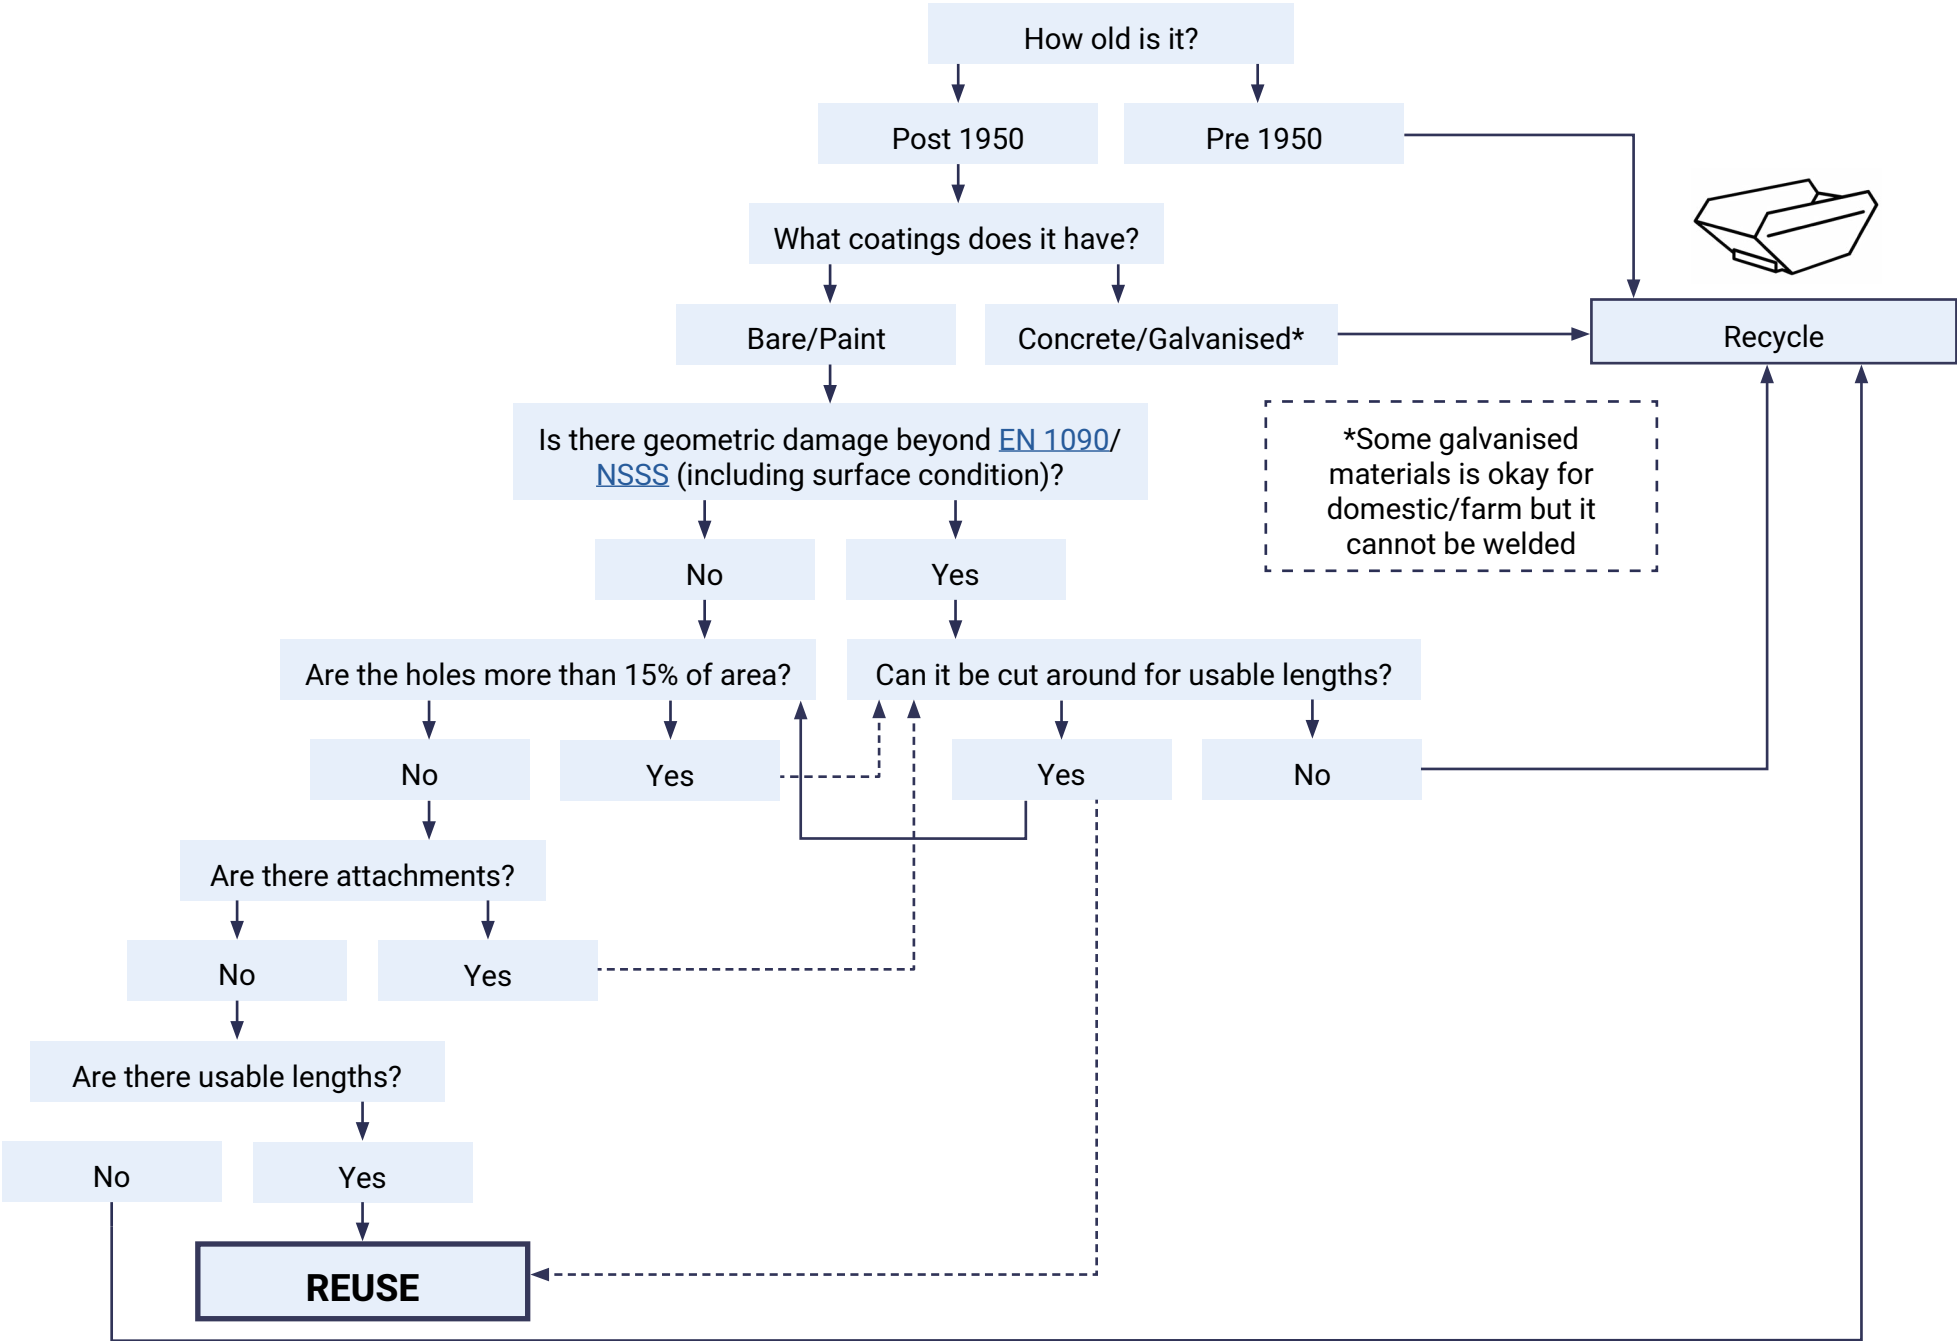 How old is it?
Post 1950
Pre 1950
What coatings does it have?
Bare/Paint
Concrete/Galvanised*
Recycle
Is there geometric damage beyond EN 1090/
NSSS (including surface condition)?
*Some galvanised
materials is okay for
domestic/farm but it
cannot be welded
No
Yes
Are the holes more than 15% of area?
Can it be cut around for usable lengths?
No
Yes
Yes
No
Are there attachments?
No
Yes
Are there usable lengths?
No
Yes
REUSE